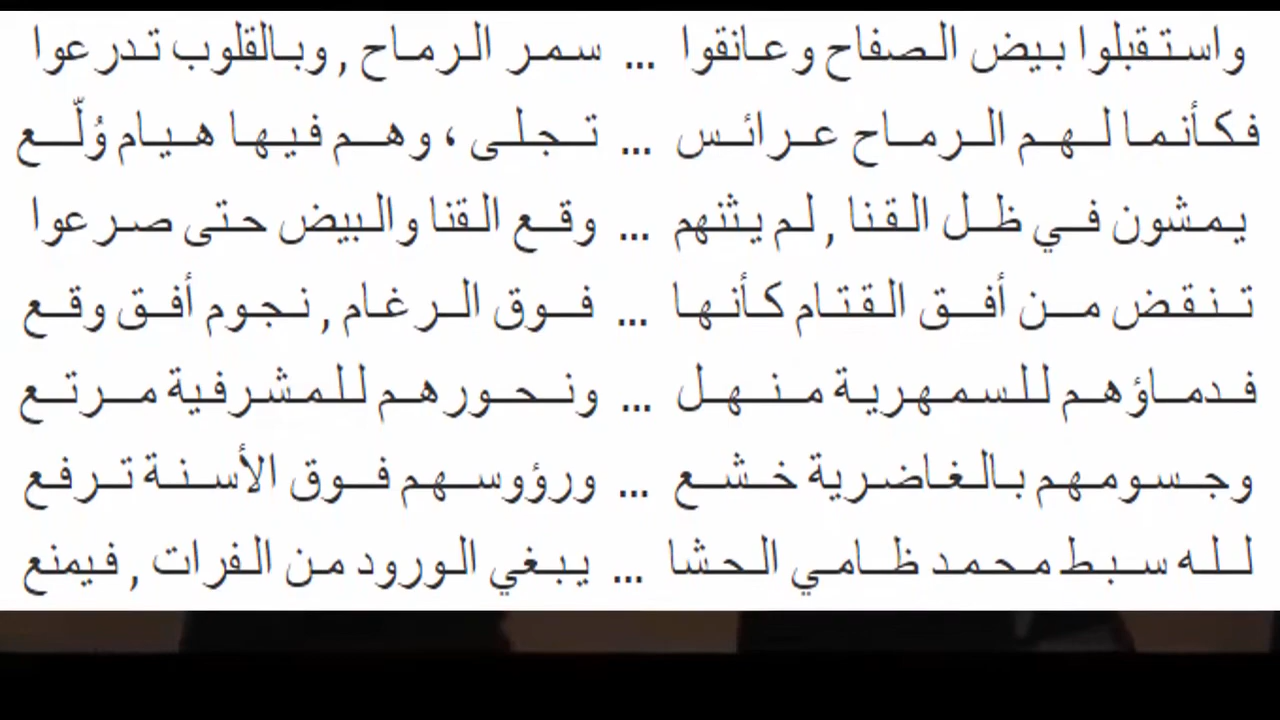 واستقبلوا بيض الصفاح وعانقوا ... سمر الرماح , وبالقلوب تدرعوا
فكأنما لهم الرماح عرائس ... تجلى ، وهم فيها هيام وُلّع
يمشون في ظل القنا , لم يثنهم ... وقع القنا والبيض حتى صرعوا
تنقض من أفق القتام كأنها ... فوق الرغام , نجوم أفق وقع
فدماؤهم للسمهرية منهل ... ونحورهم للمشرفية مرتع
وجسومهم بالغاضرية خشع ... ورؤوسهم فوق الأسنة ترفع
لله سبط محمد ظامي الحشا ... يبغي الورود من الفرات , فيمنع